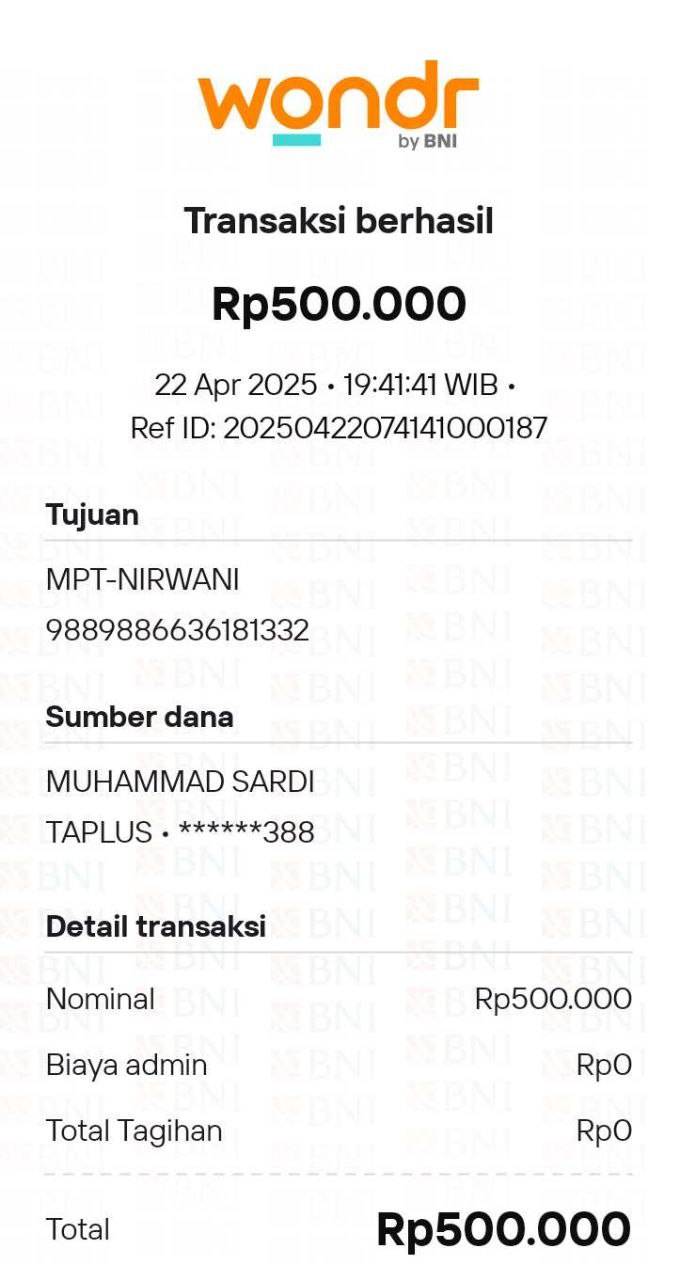 wondr
by BNI
Transaksi berhasil
Rp500.000
22 Apr 2025 • 19:41:41 WIB •
Ref ID: 20250422074141000187
Tujuan
MPT-NIRWANI
9889886636181332
Sumber dana
MUHAMMAD SARDI
TAPLUS • ******388
Detail transaksi
Nominal Rp500.000
Biaya admin Rp0
Total Tagihan Rp0
Total Rp500.000